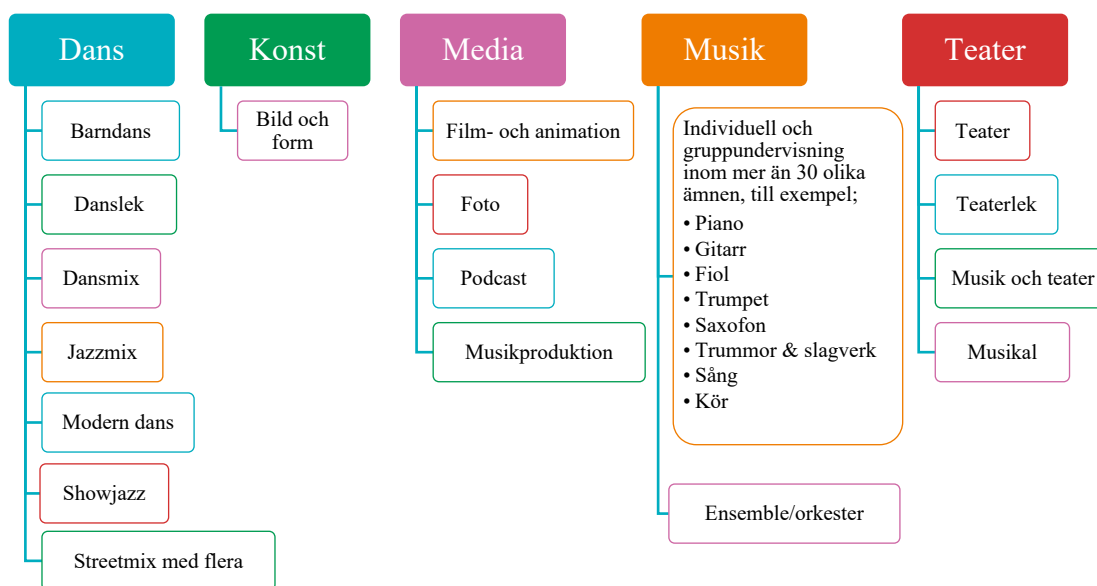 Dans
Barndans
Danslek
Dansmix
Jazzmix
Modern dans
Showjazz
Streetmix med flera
Konst
Bild och
form
Media
Film- och animation
Foto
Podcast
Musikproduktion
Musik
Individuell och
gruppundervisning
inom mer än 30 olika
ämnen, till exempel;
• Piano
• Gitarr
• Fiol
• Trumpet
• Saxofon
• Trummor & slagverk
• Sång
• Kör
Ensemble/orkester
Teater
Teater
Teaterlek
Musik och teater
Musikal